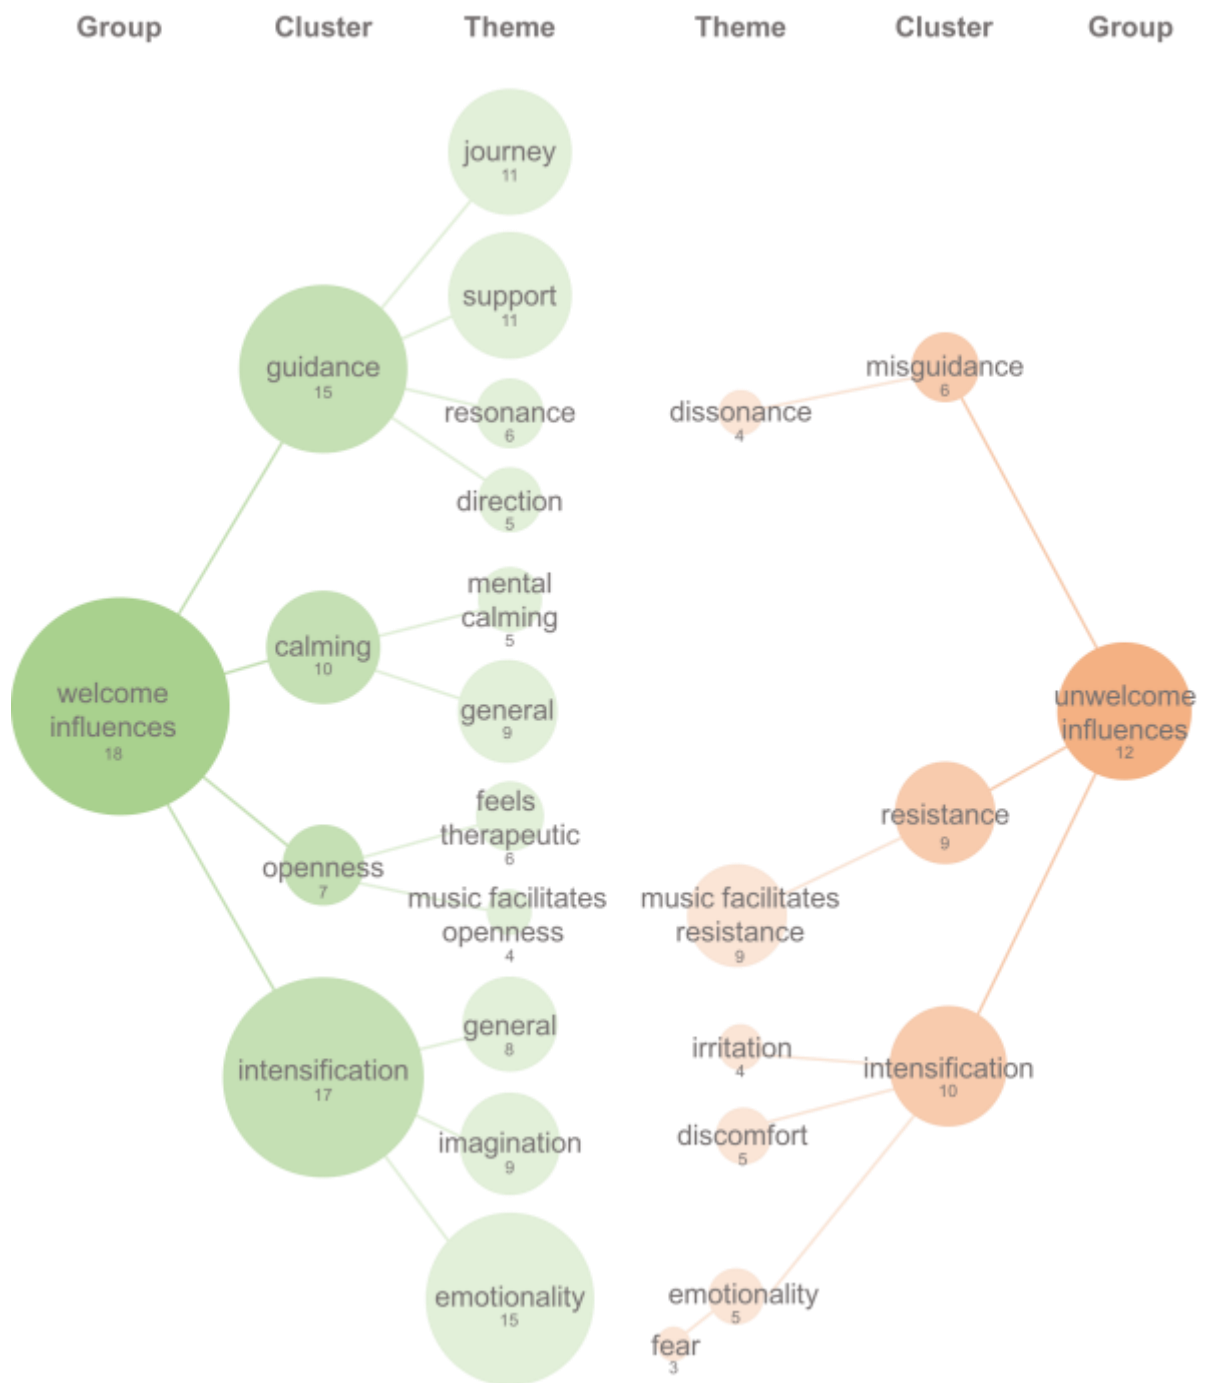 Group Cluster Theme Theme Cluster Group
journey
11
support
11
guidance
15
resonance
6
direction
5
mental
calming
5
calming
10
general
9
welcome
influences
18
feels
therapeutic
6
openness
7
music facilitates
openness
4
general
8
intensification
17
imagination
9
emotionality
15
misguidance
6
dissonance
4
unwelcome
influences
12
resistance
9
music facilitates
resistance
9
irritation
4
intensification
10
discomfort
5
emotionality
5
fear
3